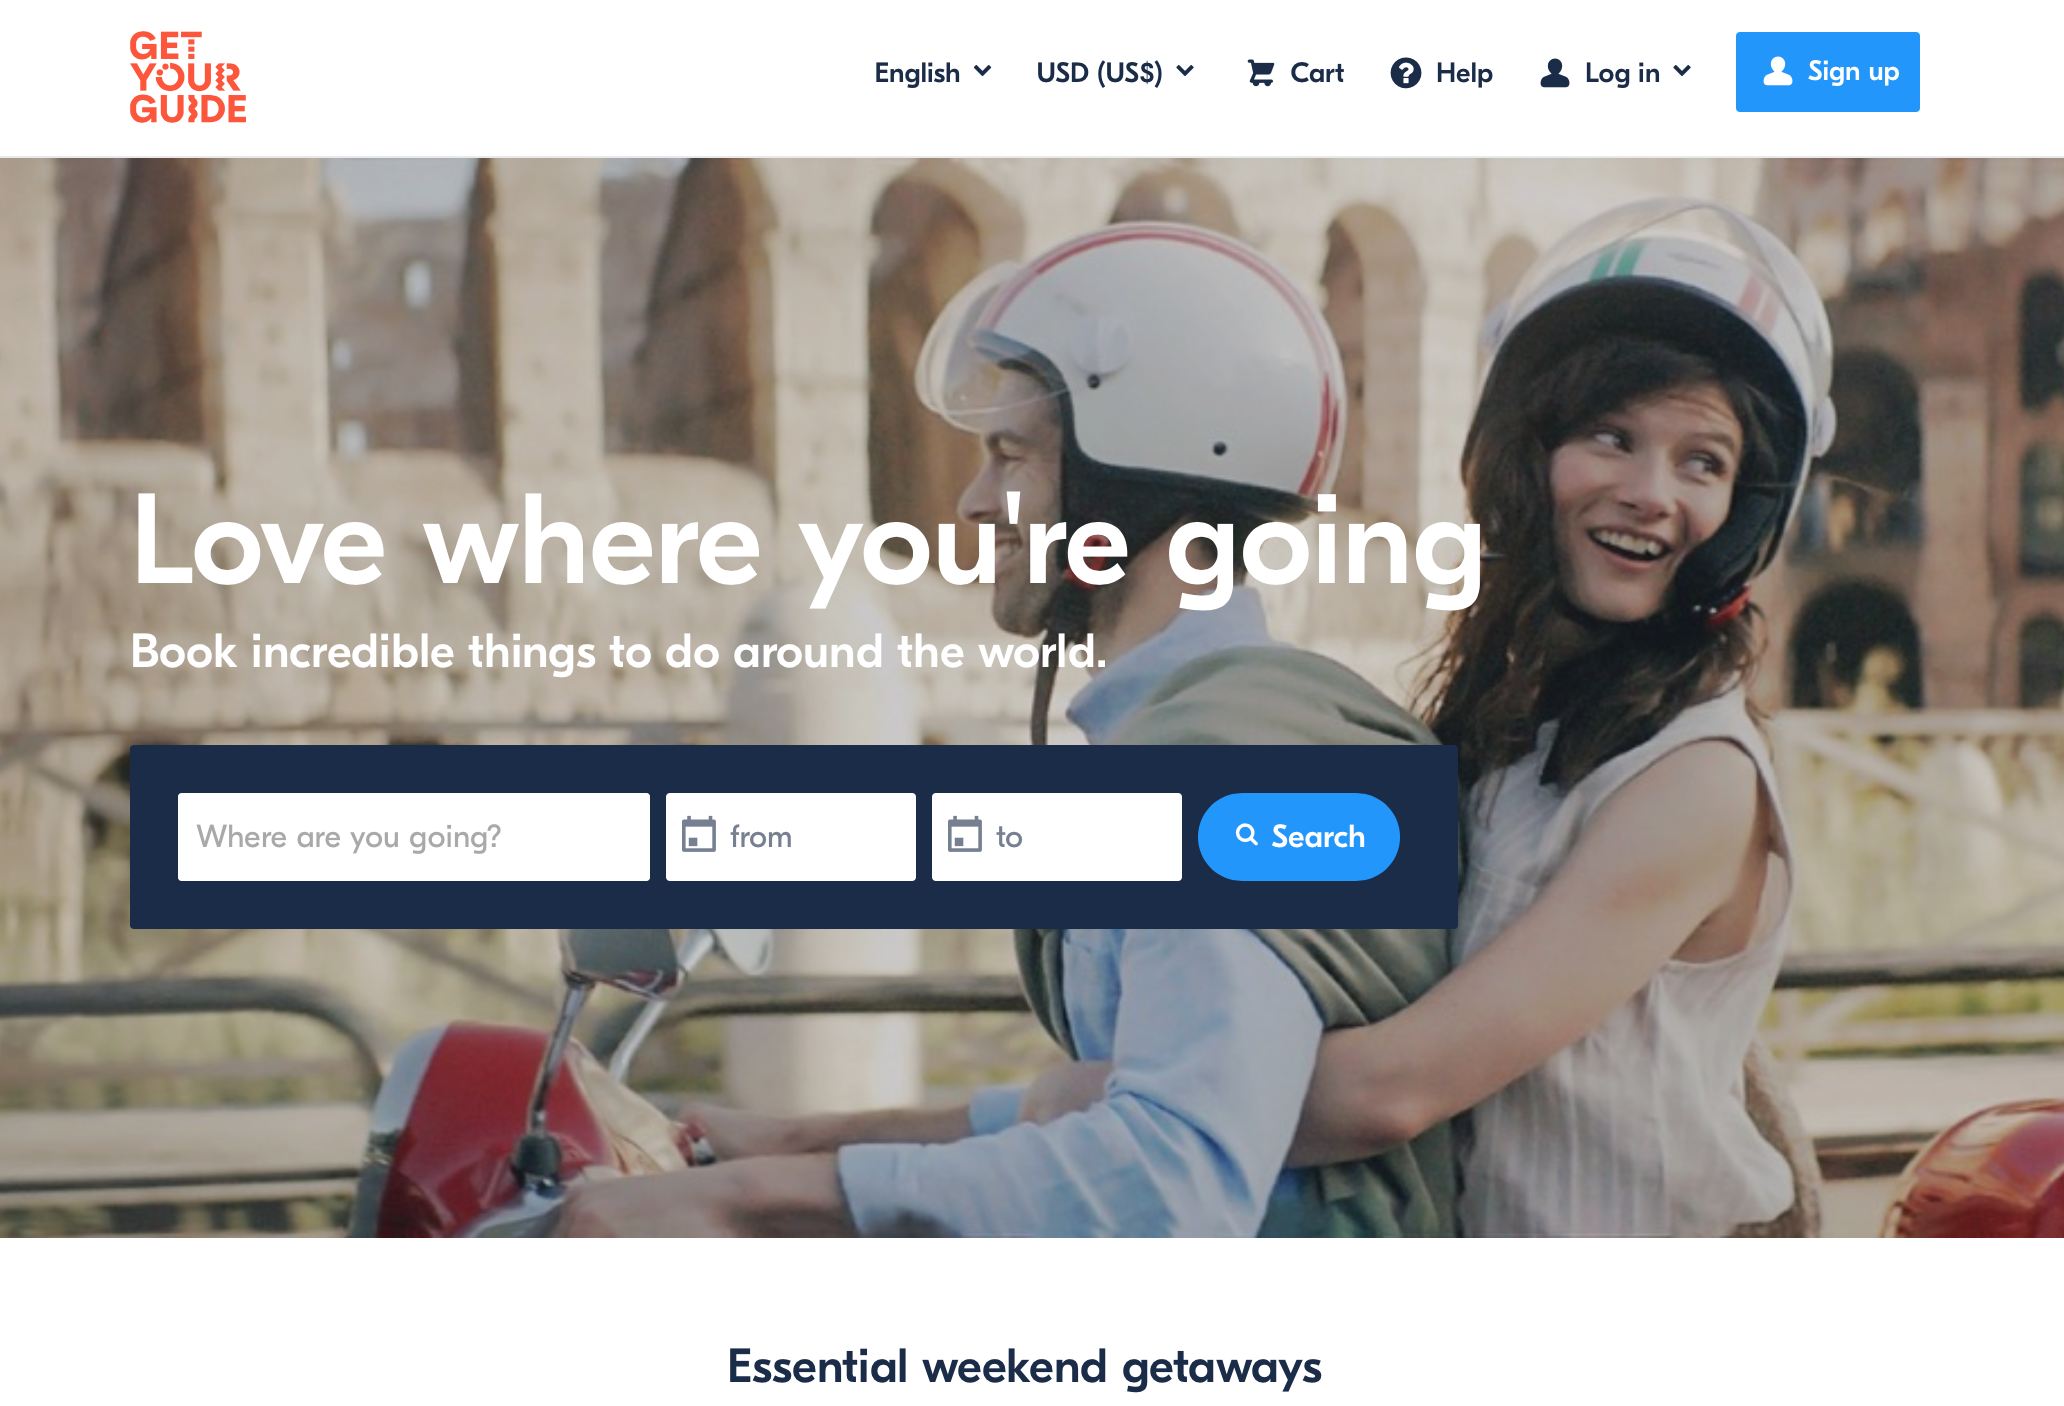 GET
YOUR
GUIDE
English
USD (US$)
Cart
Help
Log in
Sign up
Love where you're going
Book incredible things to do around the world.
Where are you going?
from
to
Search
Essential weekend getaways